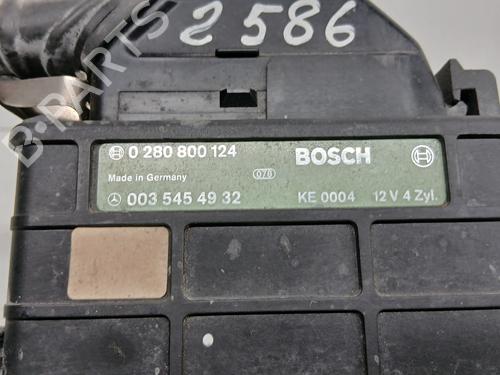 2586
0 280 800 124 BOSCH
Made in Germany 078
003 545 49 32 KE 0004 12 V 4 Zyl.
B-PARTS